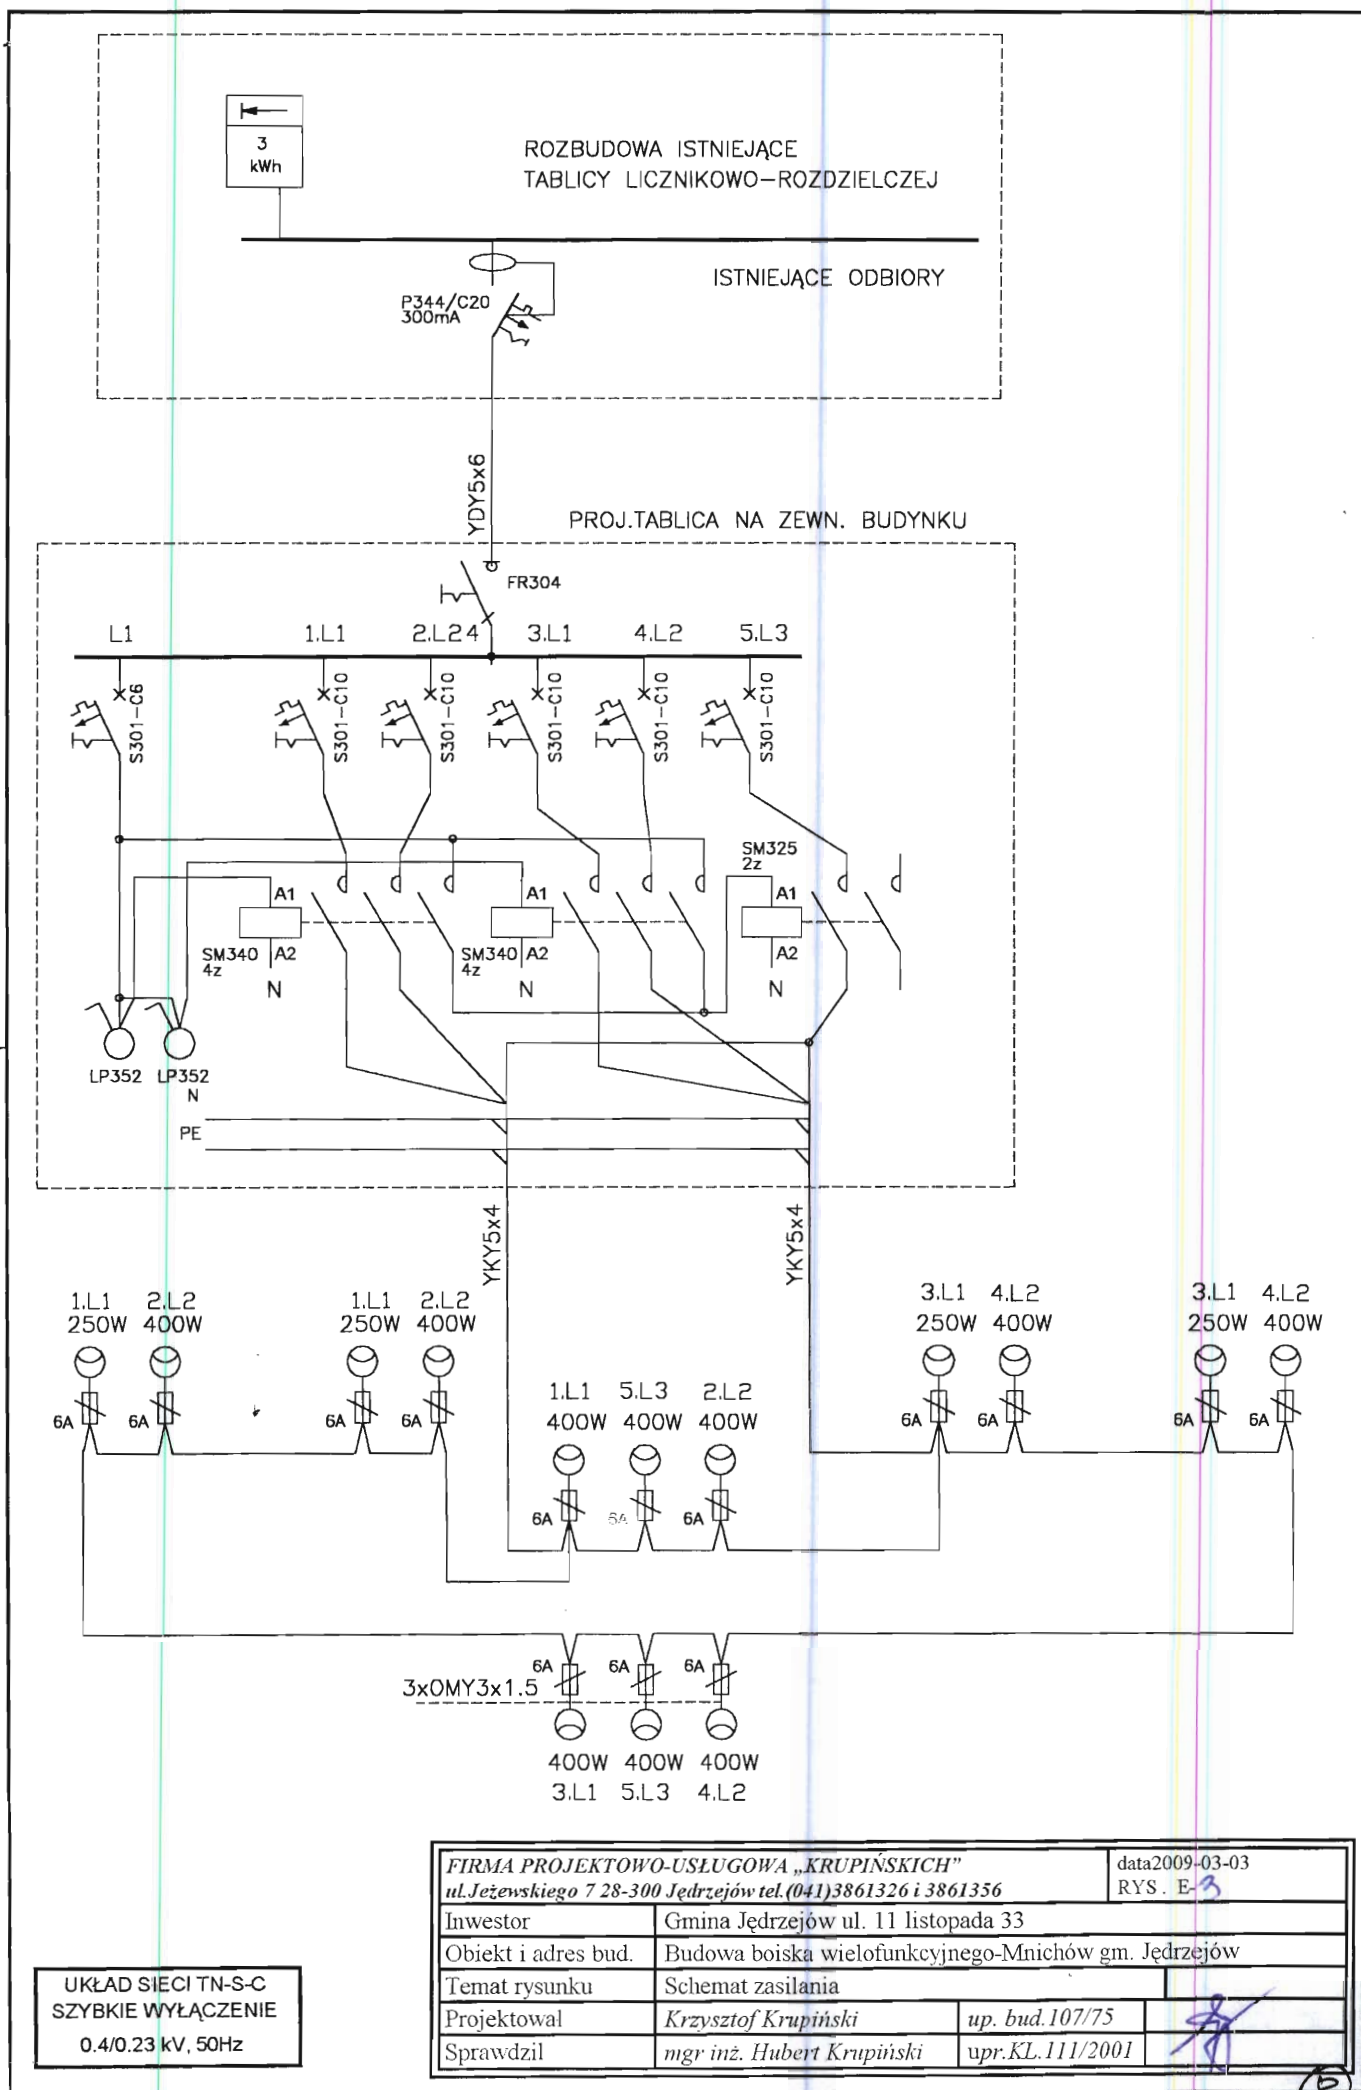 3
kWh
ROZBUDOWA ISTNIEJĄCE
TABLICY LICZNIKOWO-ROZDZIELCZEJ
ISTNIEJĄCE ODBIORY
P344/C20
300mA
YDY5x6
PROJ.TABLICA NA ZEWN. BUDYNKU
FR304
L1 1.L1 2.L2 4 3.L1 4.L2 5.L3
S301-C6 S301-C10 S301-C10 S301-C10 S301-C10 S301-C10
SM325
2z
A1 A1 A1
SM340 A2 SM340 A2 A2
4z 4z
N N N
LP352 LP352
N
PE
YKY5x4 YKY5x4
1.L1 2.L2 1.L1 2.L2 3.L1 4.L2 3.L1 4.L2
250W 400W 250W 400W 250W 400W 250W 400W
6A 6A 6A 6A 6A 6A 6A 6A
1.L1 5.L3 2.L2
400W 400W 400W
6A 6A 6A
6A 6A 6A
3xOMY3x1.5
400W 400W 400W
3.L1 5.L3 4.L2
FIRMA PROJEKTOWO-USŁUGOWA „KRUPIŃSKICH” data2009-03-03
ul.Jeżewskiego 7 28-300 Jędrzejów tel.(041)3861326 i 3861356 RYS. E-3
Inwestor Gmina Jędrzejów ul. 11 listopada 33
Obiekt i adres bud. Budowa boiska wielofunkcyjnego-Mnichów gm. Jędrzejów
Temat rysunku Schemat zasilania
Projektował Krzysztof Krupiński up. bud.107/75
Sprawdził mgr inż. Hubert Krupiński upr.KL.111/2001
UKŁAD SIECI TN-S-C
SZYBKIE WYŁĄCZENIE
0.4/0.23 kV, 50Hz